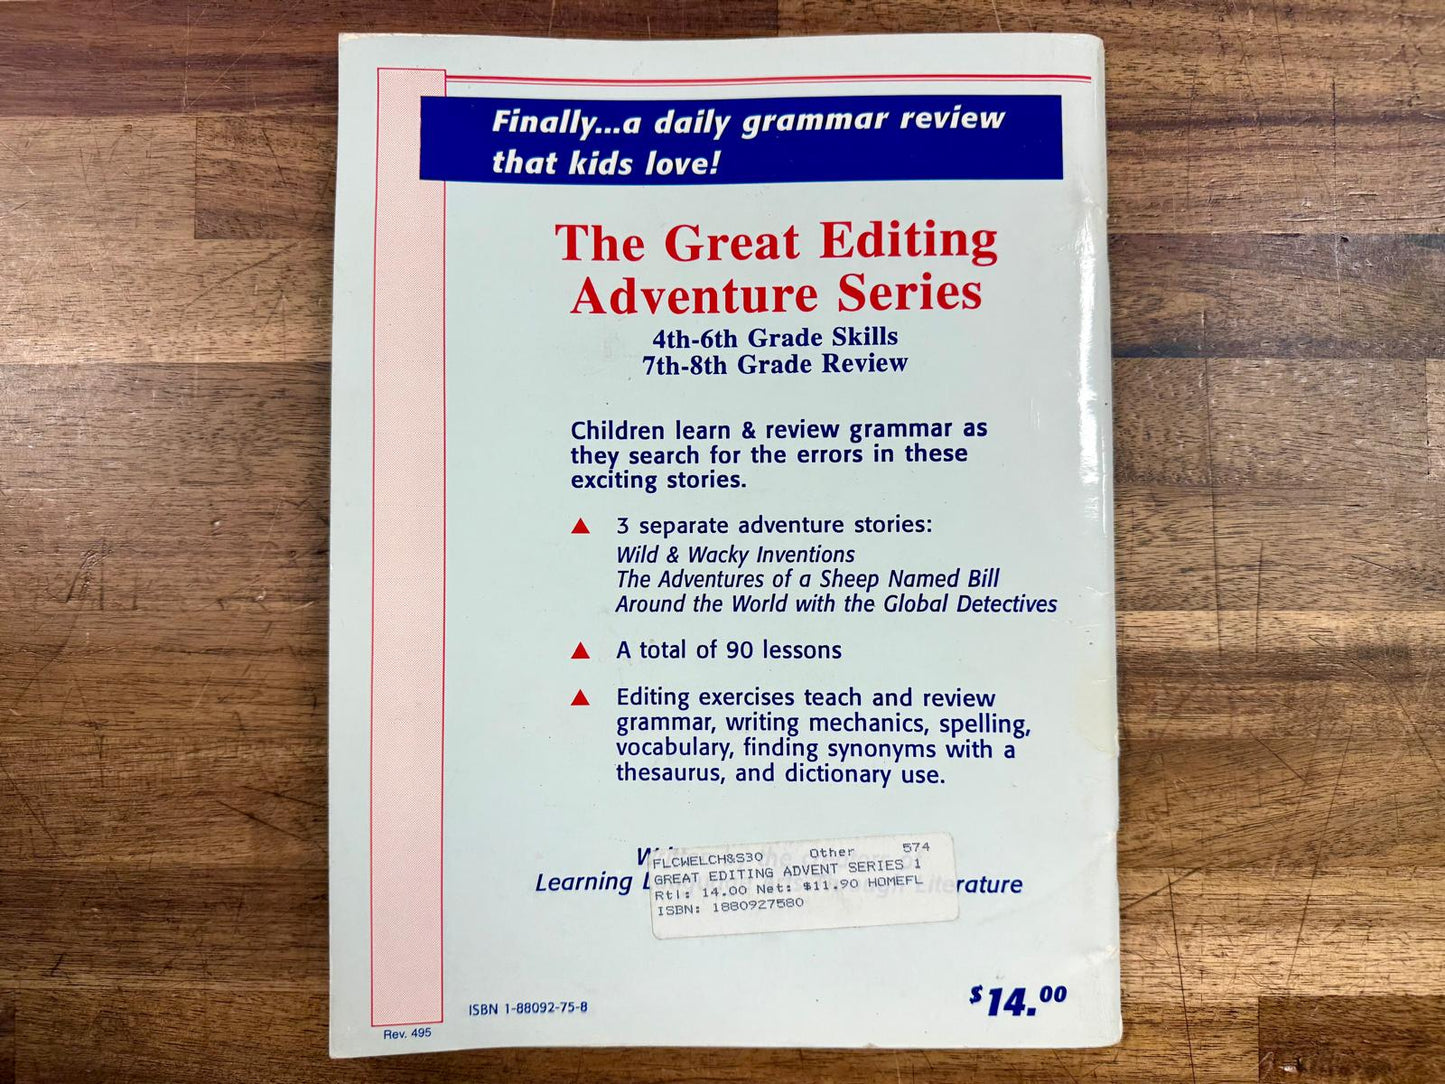 Finally...a daily grammar review
that kids love!
The Great Editing
Adventure Series
4th-6th Grade Skills
7th-8th Grade Review
Children learn & review grammar as
they search for the errors in these
exciting stories.
3 separate adventure stories:
Wild & Wacky Inventions
The Adventures of a Sheep Named Bill
Around the World with the Global Detectives
A total of 90 lessons
Editing exercises teach and review
grammar, writing mechanics, spelling,
vocabulary, finding synonyms with a
thesaurus, and dictionary use.
Learning
rature
FLCWELCH&S30 Other 574
GREAT EDITING ADVENT SERIES 1
Rtl: 14.00 Net: $11.90 HOMEFL
ISBN: 1880927580
ISBN 1-88092-75-8
$14.00
Rev. 495